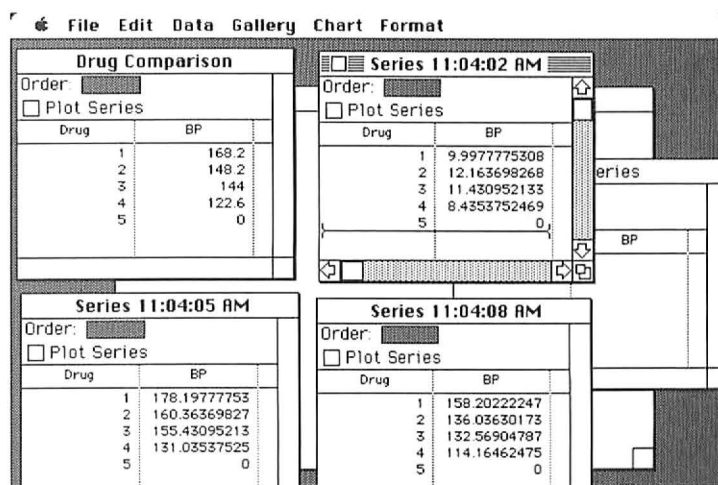 File Edit Data Gallery Chart Format
Drug Comparison
Order:
Plot Series
Drug BP
1 168.2
2 148.2
3 144
4 122.6
5 0
Series 11:04:02 AM
Order:
Plot Series
Drug BP
1 9.9977775308
2 12.163698268
3 11.430952133
4 8.4353752469
5 0
eries
BP
Series 11:04:05 AM
Order:
Plot Series
Drug BP
1 178.19777753
2 160.36369827
3 155.43095213
4 131.03537525
5 0
Series 11:04:08 AM
Order:
Plot Series
Drug BP
1 158.20222247
2 136.03630173
3 132.56904787
4 114.16462475
5 0